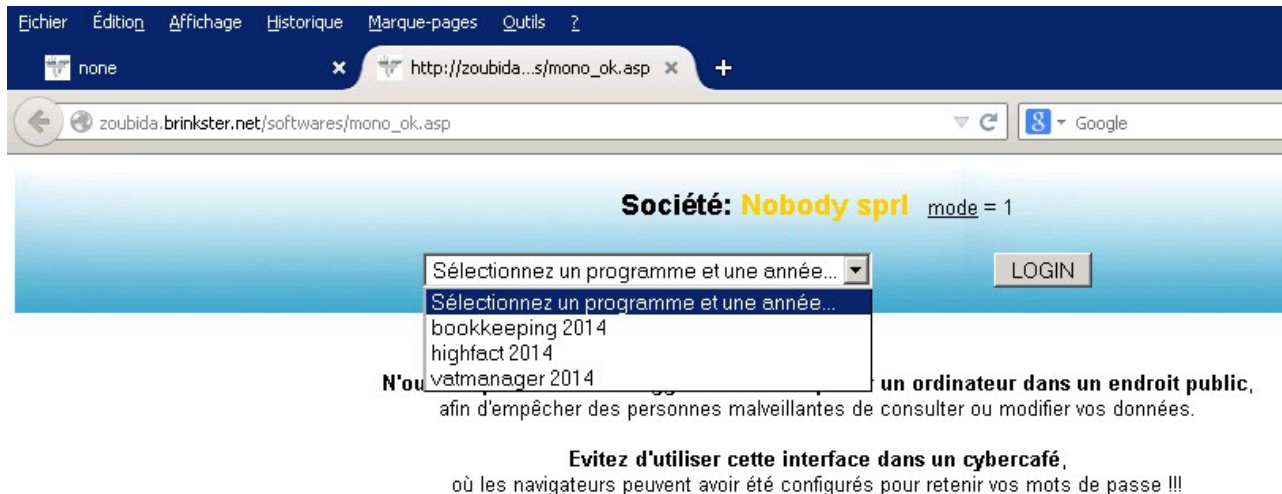 Fichier Édition Affichage Historique Marque-pages Outils ?
none http://zoubida...s/mono_ok.asp
zoubida.brinkster.net/softwares/mono_ok.asp Google
Société: Nobody sprl mode = 1
Sélectionnez un programme et une année... LOGIN
Sélectionnez un programme et une année...
bookkeeping 2014
highfact 2014
vatmanager 2014
N'ou un ordinateur dans un endroit public,
afin d'empêcher des personnes malveillantes de consulter ou modifier vos données.
Evitez d'utiliser cette interface dans un cybercafé,
où les navigateurs peuvent avoir été configurés pour retenir vos mots de passe !!!